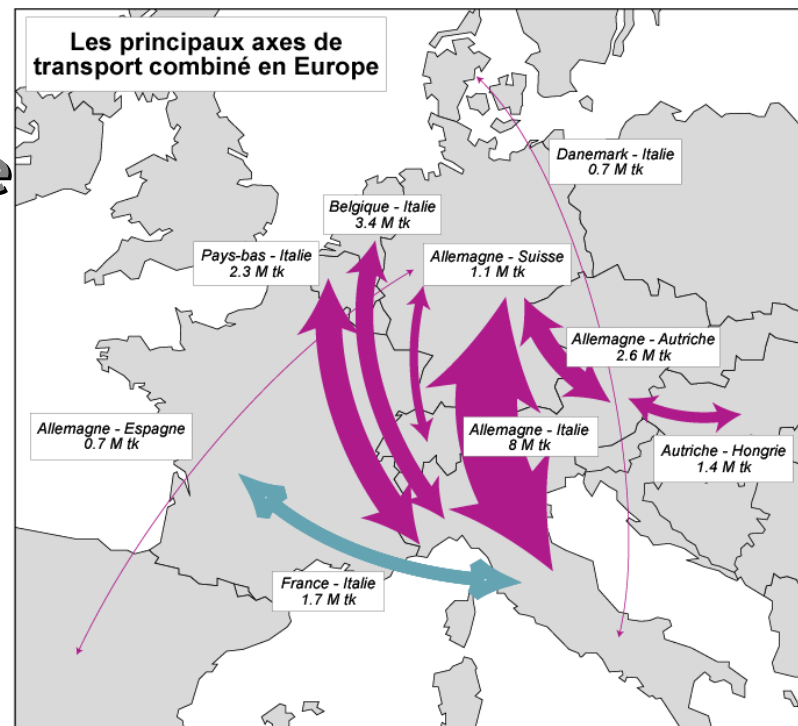 Les principaux axes de
transport combiné en Europe
e
Danemark - Italie
0.7 M tk
Belgique - Italie
3.4 M tk
Pays-bas - Italie
2.3 M tk
Allemagne - Suisse
1.1 M tk
Allemagne - Autriche
2.6 M tk
Allemagne - Espagne
0.7 M tk
Allemagne - Italie
8 M tk
Autriche - Hongrie
1.4 M tk
France - Italie
1.7 M tk